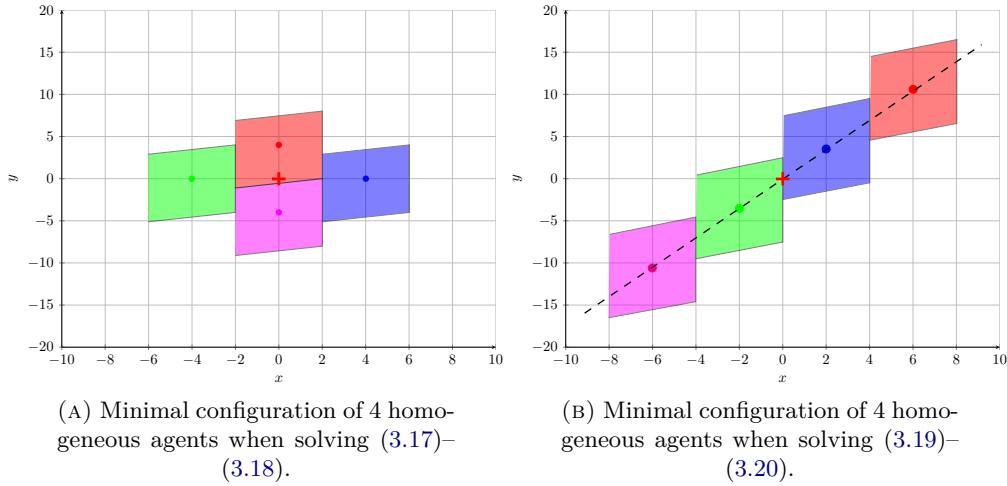 20
15
10
5
0
−5
−10
−15
−20
y
−10 −8 −6 −4 −2 0 2 4 6 8 10
x
20
15
10
5
0
−5
−10
−15
−20
y
−10 −8 −6 −4 −2 0 2 4 6 8 10
x
(A) Minimal configuration of 4 homo-
geneous agents when solving (3.17)–
(3.18).
(B) Minimal configuration of 4 homo-
geneous agents when solving (3.19)–
(3.20).